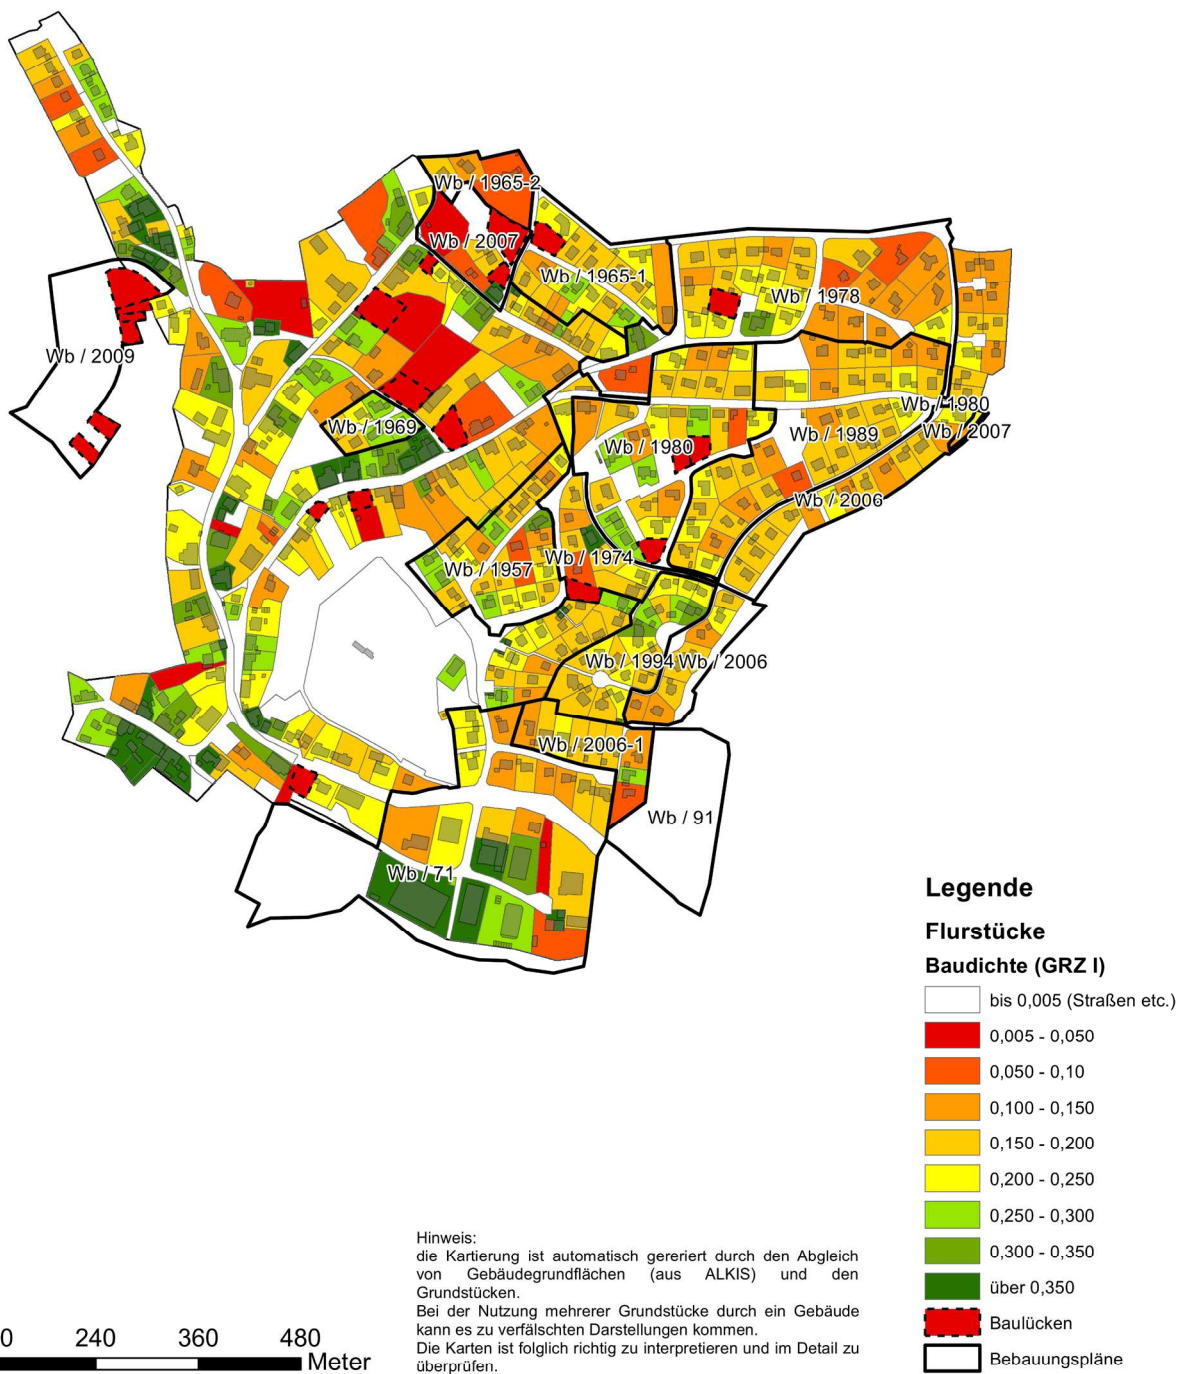 Wb / 1965-2
Wb / 2007
Wb / 1965-1
Wb / 1978
Wb / 2009
Wb / 1969
Wb / 1980
Wb / 1980
Wb / 1989
Wb / 2007
Wb / 2006
Wb / 1957
Wb / 1974
Wb / 1994
Wb / 2006
Wb / 2006-1
Wb / 91
Wb / 71
Legende
Flurstücke
Baudichte (GRZ I)
bis 0,005 (Straßen etc.)
0,005 - 0,050
0,050 - 0,10
0,100 - 0,150
0,150 - 0,200
0,200 - 0,250
0,250 - 0,300
0,300 - 0,350
über 0,350
Baulücken
Bebauungspläne
Hinweis:
die Kartierung ist automatisch gereriert durch den Abgleich
von Gebäudegrundflächen (aus ALKIS) und den
Grundstücken.
Bei der Nutzung mehrerer Grundstücke durch ein Gebäude
kann es zu verfälschten Darstellungen kommen.
Die Karten ist folglich richtig zu interpretieren und im Detail zu
überprüfen.
0 240 360 480
Meter